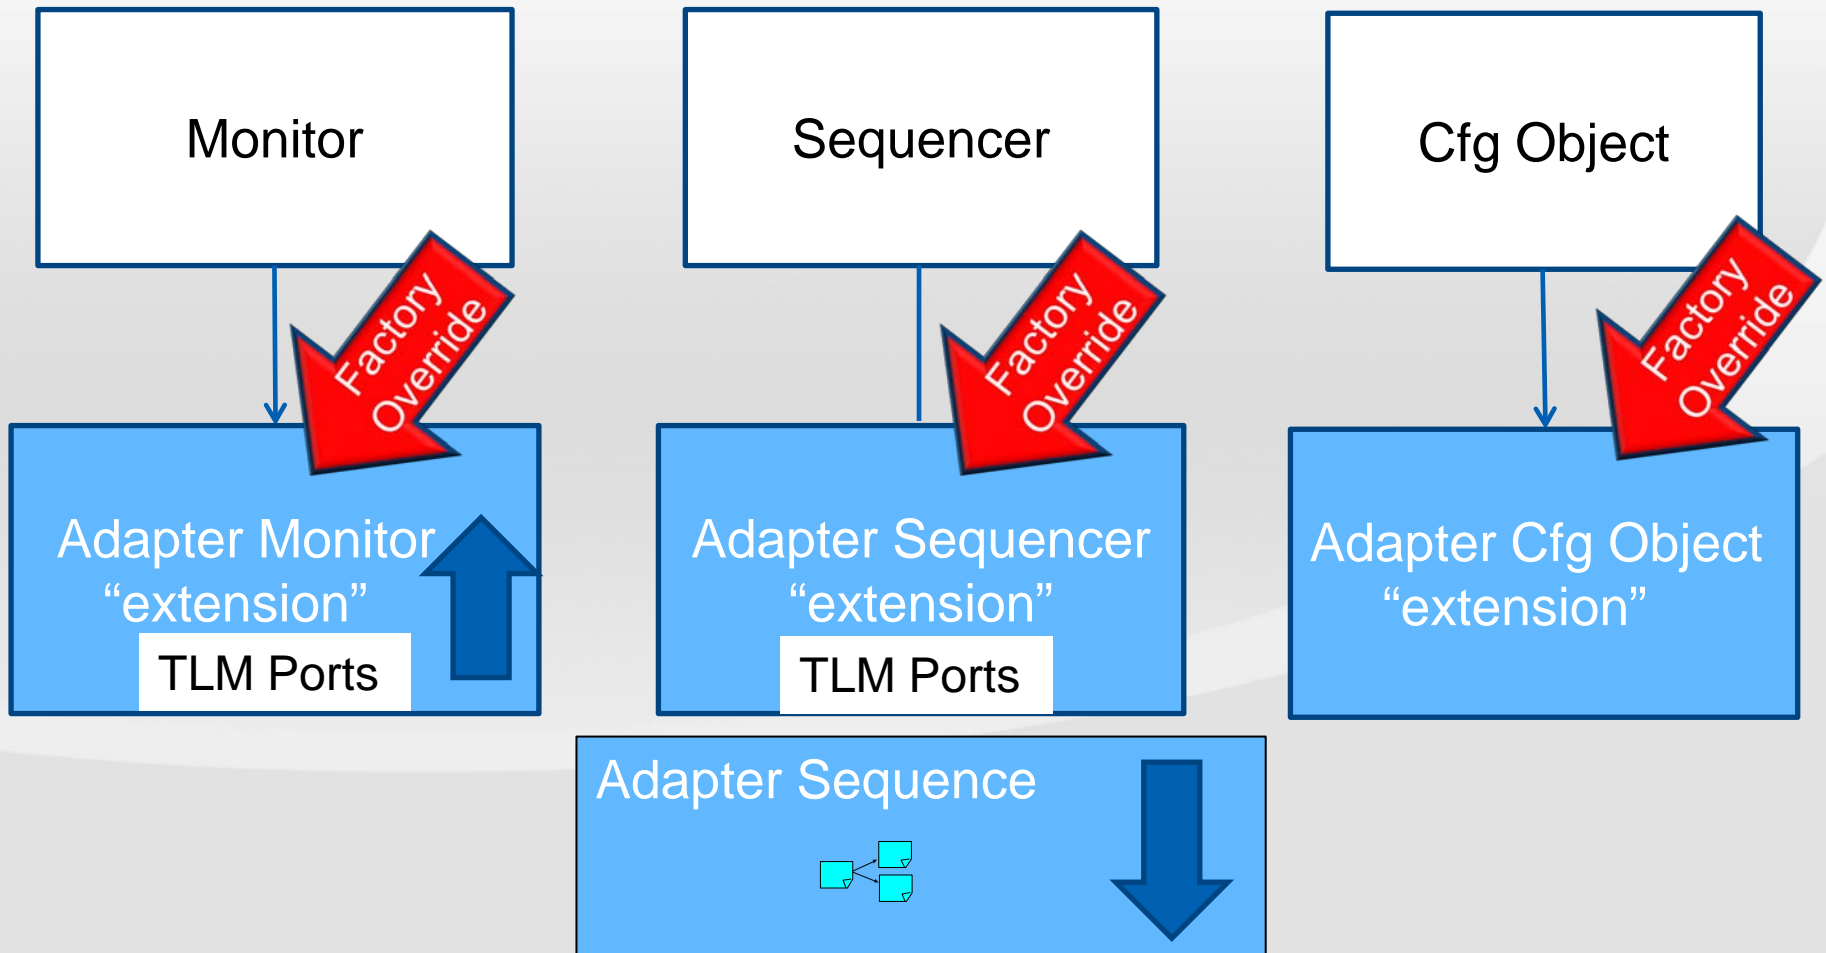 Monitor
Sequencer
Cfg Object
Factory
Override
Factory
Override
Factory
Override
Adapter Monitor
“extension”
TLM Ports
Adapter Sequencer
“extension”
TLM Ports
Adapter Cfg Object
“extension”
Adapter Sequence